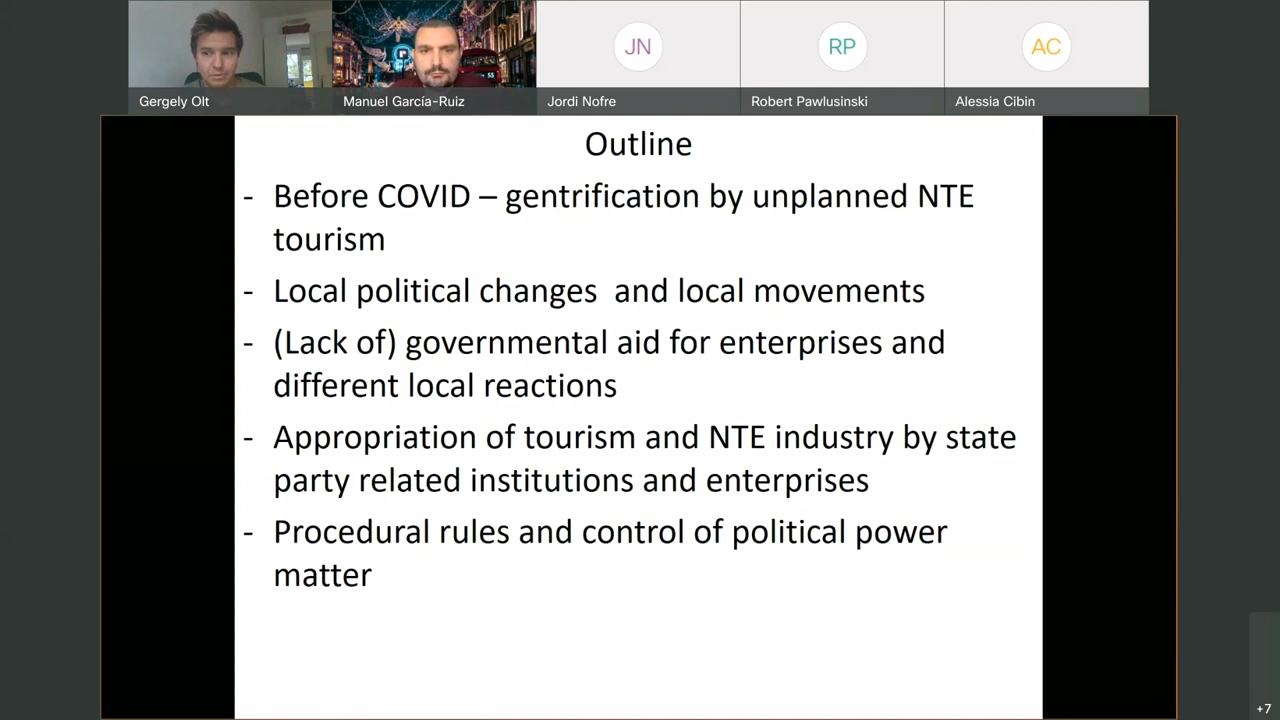 JN
RP
AC
55
Gergely Olt
Manuel García-Ruiz
Jordi Nofre
Robert Pawlusinski
Alessia Cibin
Outline
- Before COVID – gentrification by unplanned NTE
tourism
- Local political changes and local movements
- (Lack of) governmental aid for enterprises and
different local reactions
- Appropriation of tourism and NTE industry by state
party related institutions and enterprises
- Procedural rules and control of political power
matter
+7